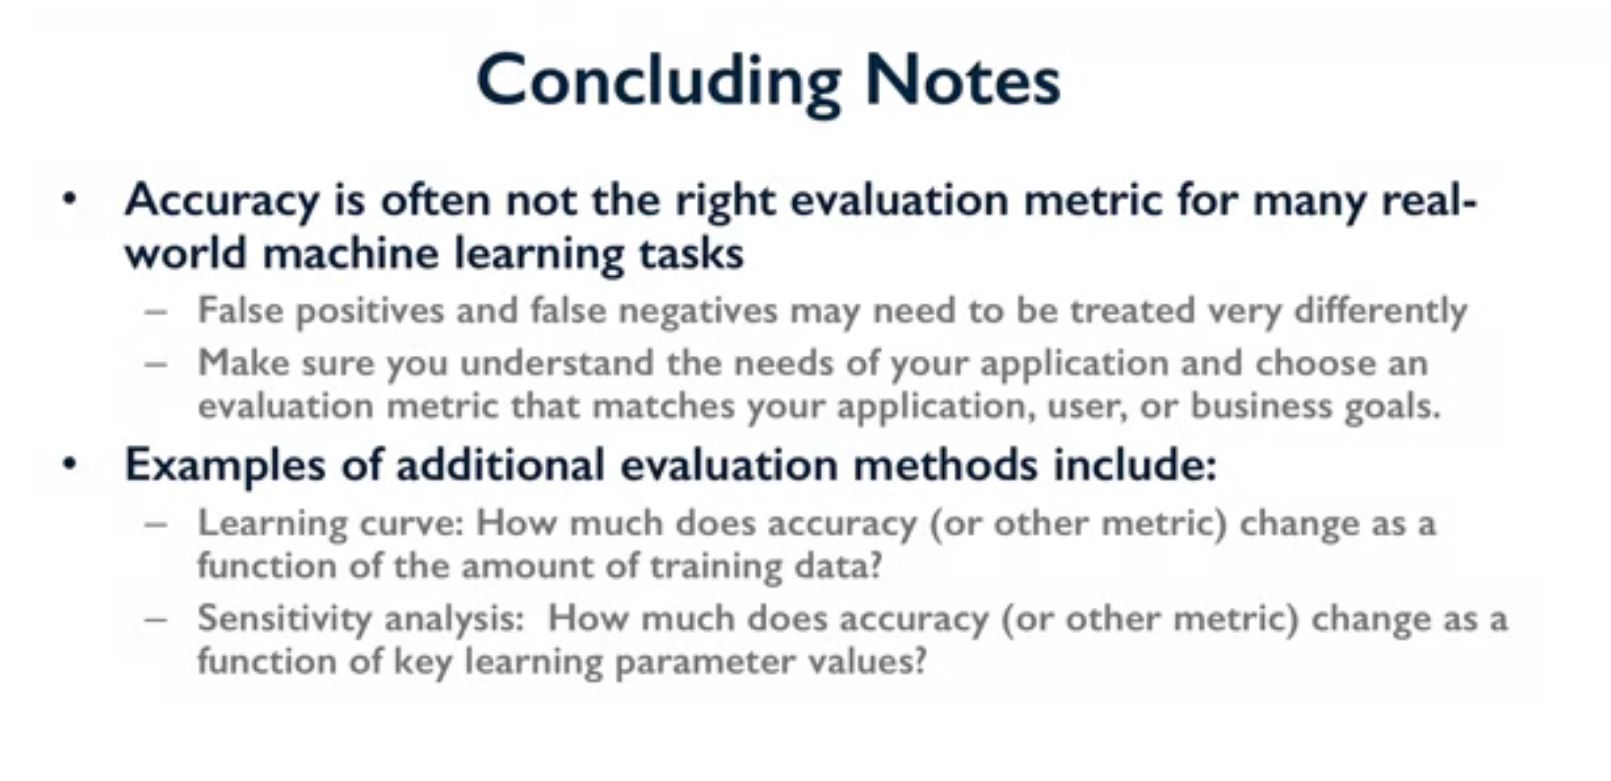 Concluding Notes
• Accuracy is often not the right evaluation metric for many real-
world machine learning tasks
– False positives and false negatives may need to be treated very differently
– Make sure you understand the needs of your application and choose an
evaluation metric that matches your application, user, or business goals.
• Examples of additional evaluation methods include:
– Learning curve: How much does accuracy (or other metric) change as a
function of the amount of training data?
– Sensitivity analysis:  How much does accuracy (or other metric) change as a
function of key learning parameter values?